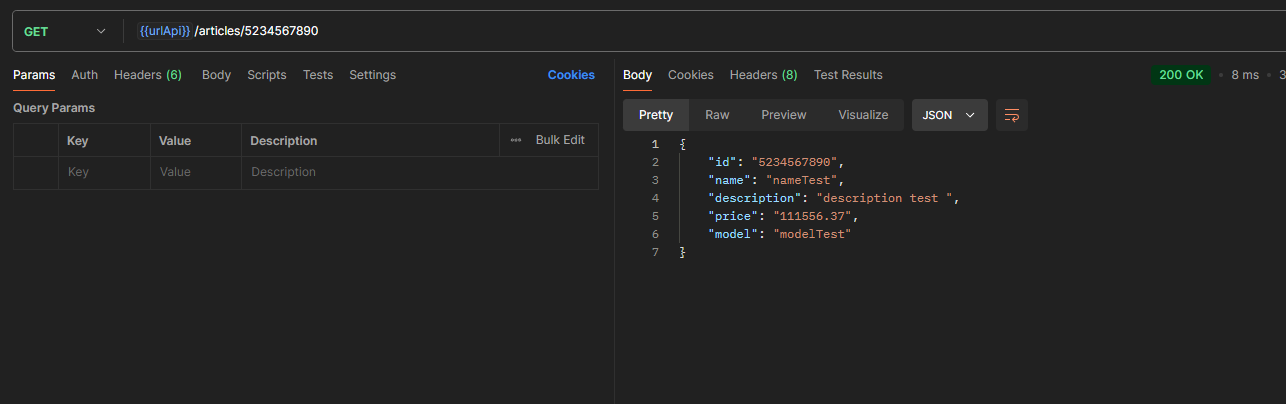 GET {{urlApi}} /articles/5234567890
Params Auth Headers (6) Body Scripts Tests Settings Cookies
Query Params
Key Value Description ••• Bulk Edit
Key Value Description
Body Cookies Headers (8) Test Results 200 OK • 8 ms • 3
Pretty Raw Preview Visualize JSON
1 {
2 "id": "5234567890",
3 "name": "nameTest",
4 "description": "description test ",
5 "price": "111556.37",
6 "model": "modelTest"
7 }